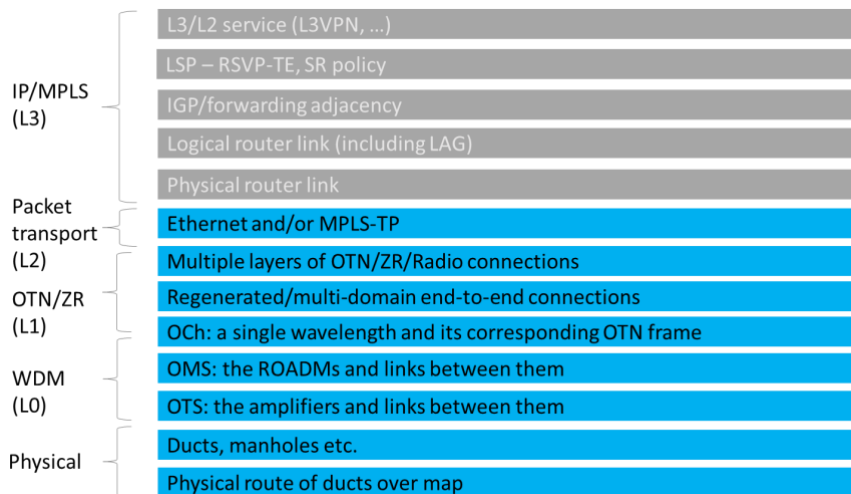 L3/L2 service (L3VPN, …)
LSP – RSVP-TE, SR policy
IP/MPLS
(L3)
IGP/forwarding adjacency
Logical router link (including LAG)
Physical router link
Packet
transport
(L2)
Ethernet and/or MPLS-TP
Multiple layers of OTN/ZR/Radio connections
OTN/ZR
(L1)
Regenerated/multi-domain end-to-end connections
OCh: a single wavelength and its corresponding OTN frame
WDM
(L0)
OMS: the ROADMs and links between them
OTS: the amplifiers and links between them
Physical
Ducts, manholes etc.
Physical route of ducts over map